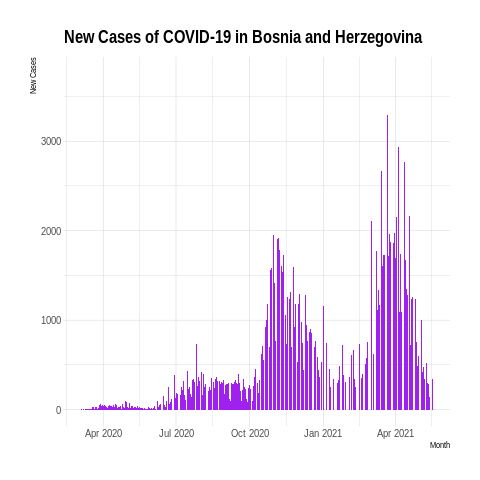 New Cases of COVID-19 in Bosnia and Herzegovina
New Cases
3000
2000
1000
0
Apr 2020
Jul 2020
Oct 2020
Jan 2021
Apr 2021
Month